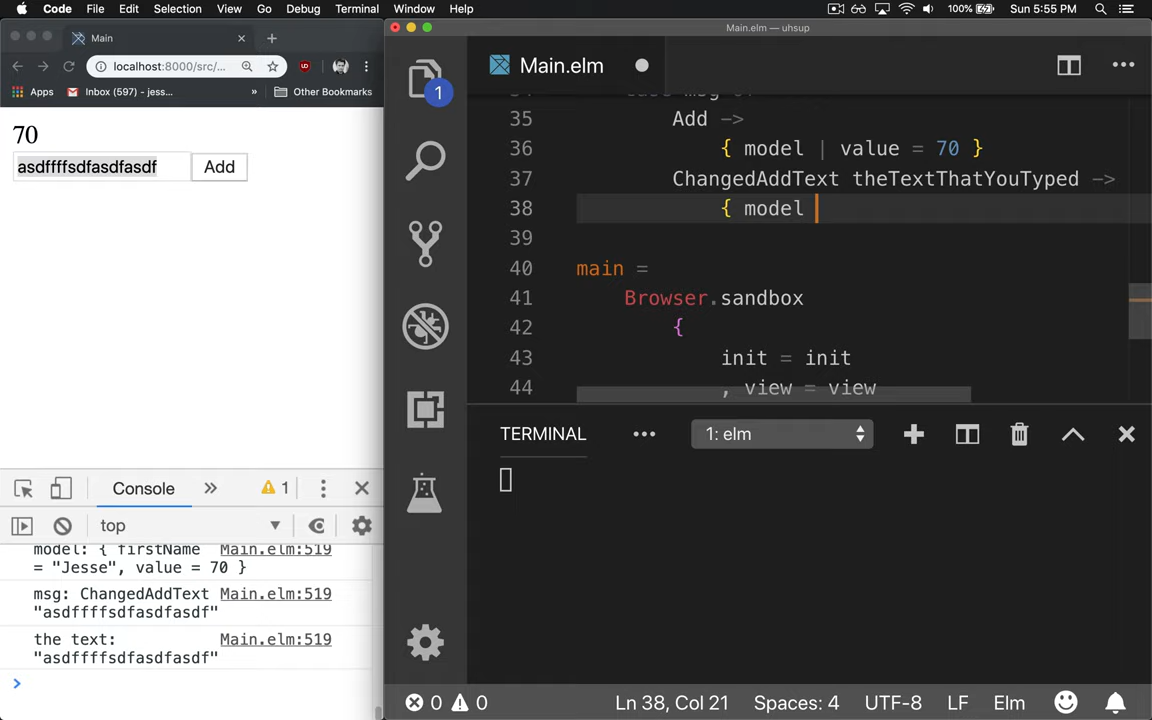 Code File Edit Selection View Go Debug Terminal Window Help 100% Sun 5:55 PM
Main
localhost:8000/src/...
Apps Inbox (597) - jess... » Other Bookmarks
70
asdffffsdfasdfasdf Add
Console » 1
top
model: { firstName Main.elm:519
= "Jesse", value = 70 }
msg: ChangedAddText Main.elm:519
"asdffffsdfasdfasdf"
the text: Main.elm:519
"asdffffsdfasdfasdf"
>
Main.elm — uhsup
1
Main.elm
35 Add ->
36 { model | value = 70 }
37 ChangedAddText theTextThatYouTyped ->
38 { model
39
40 main =
41 Browser.sandbox
42 {
43 init = init
44 , view = view
TERMINAL ... 1: elm
0 0 Ln 38, Col 21 Spaces: 4 UTF-8 LF Elm